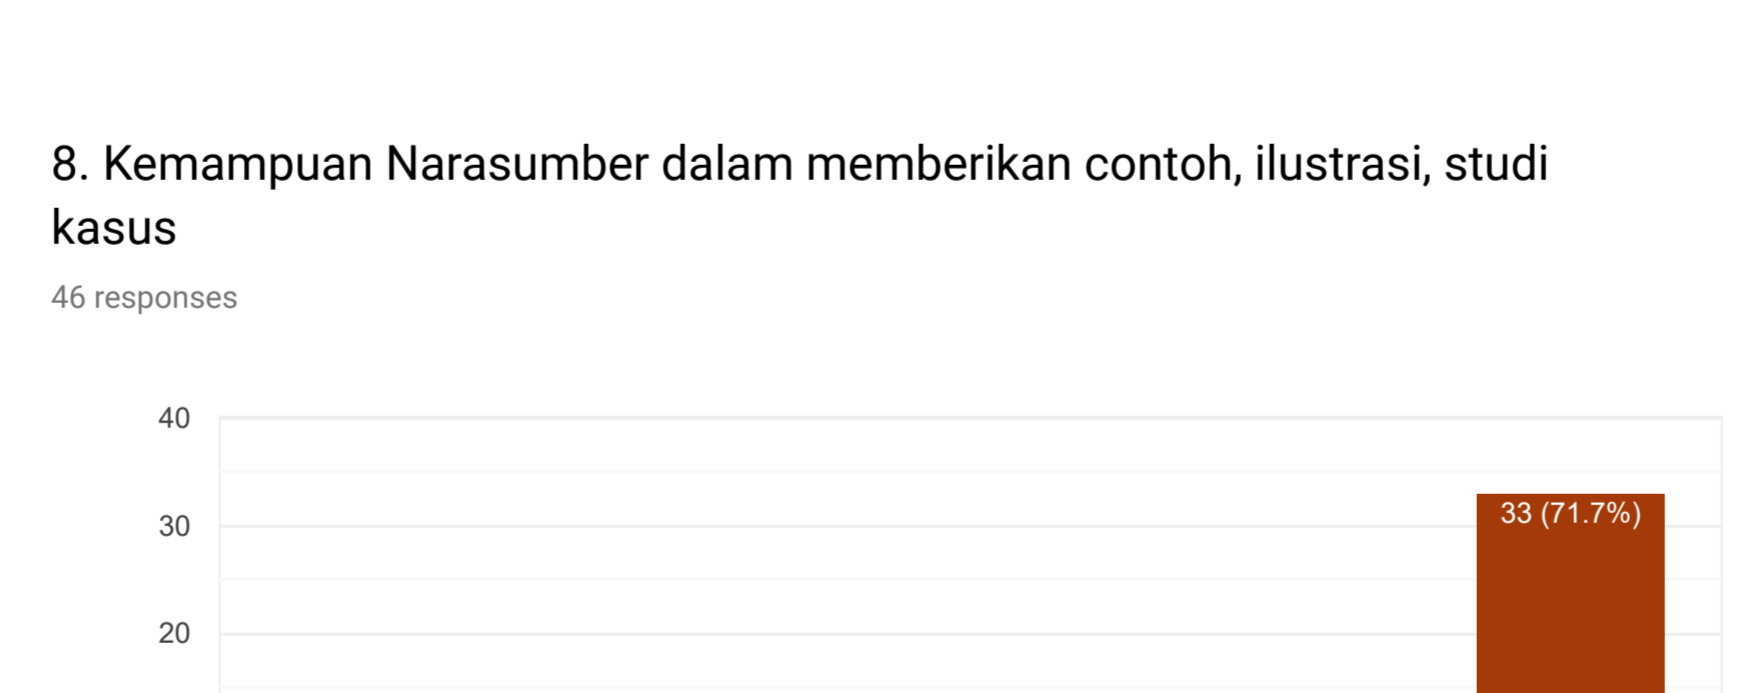 8. Kemampuan Narasumber dalam memberikan contoh, ilustrasi, studi
kasus
46 responses
40
33 (71.7%)
30
20